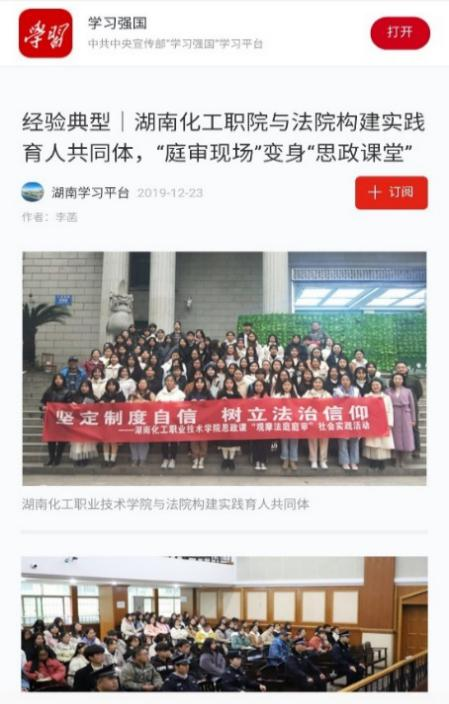 学习
学习强国
中共中央宣传部"学习强国"学习平台
打开
经验典型｜湖南化工职院与法院构建实践
育人共同体，“庭审现场”变身“思政课堂”
湖南学习平台 2019-12-23
＋ 订阅
作者：李菡
坚定制度自信 树立法治信仰
——湖南化工职业技术学院思政课“观摩法庭庭审”社会实践活动
湖南化工职业技术学院与法院构建实践育人共同体